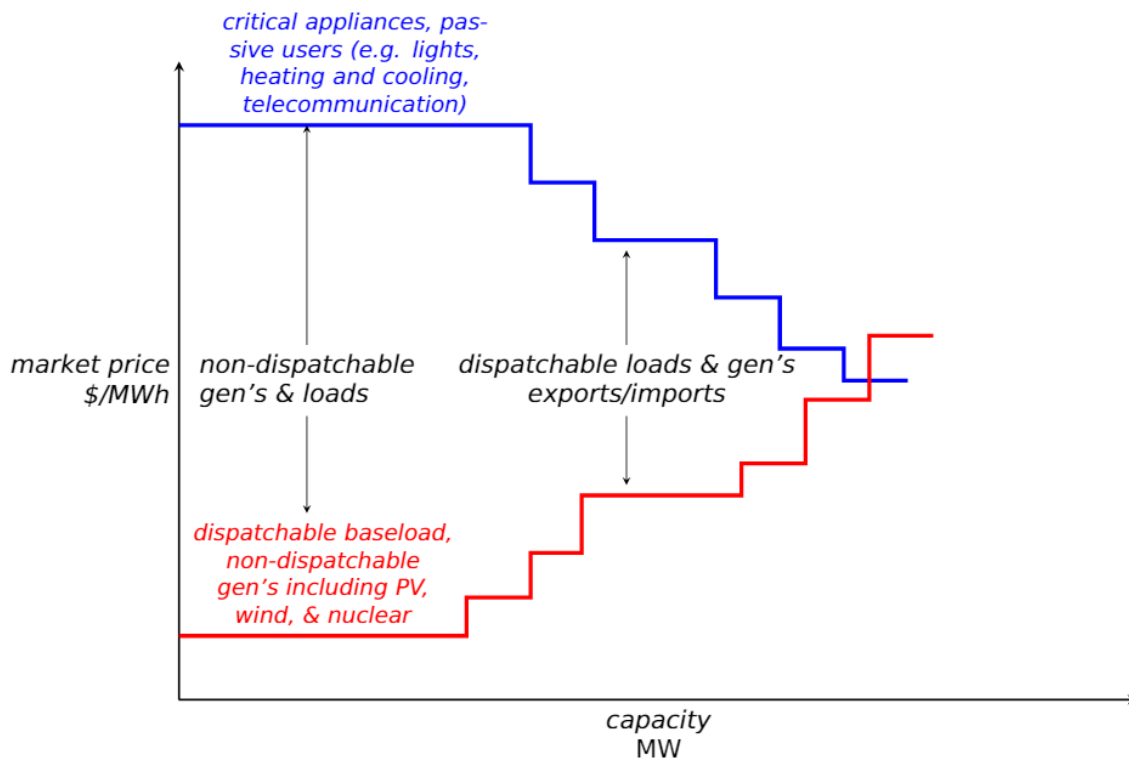 critical appliances, pas-
sive users (e.g. lights,
heating and cooling,
telecommunication)
market price
$/MWh
non-dispatchable
gen's & loads
dispatchable loads & gen's
exports/imports
dispatchable baseload,
non-dispatchable
gen's including PV,
wind, & nuclear
capacity
MW